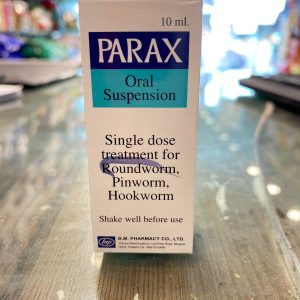 10 ml.
PARAX
Oral
Suspension
Single dose
treatment for
Roundworm,
Pinworm,
Hookworm
Shake well before use
B.M. PHARMACY CO., LTD.